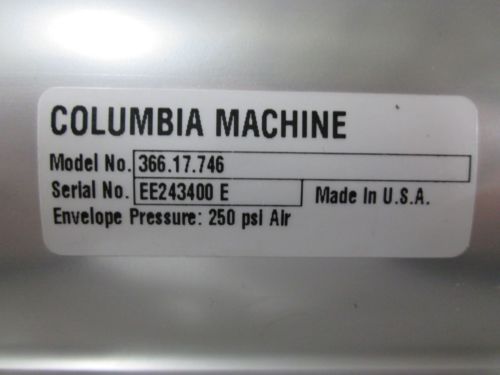 COLUMBIA MACHINE
Model No. 366.17.746
Serial No. EE243400 E Made In U.S.A.
Envelope Pressure: 250 psi Air